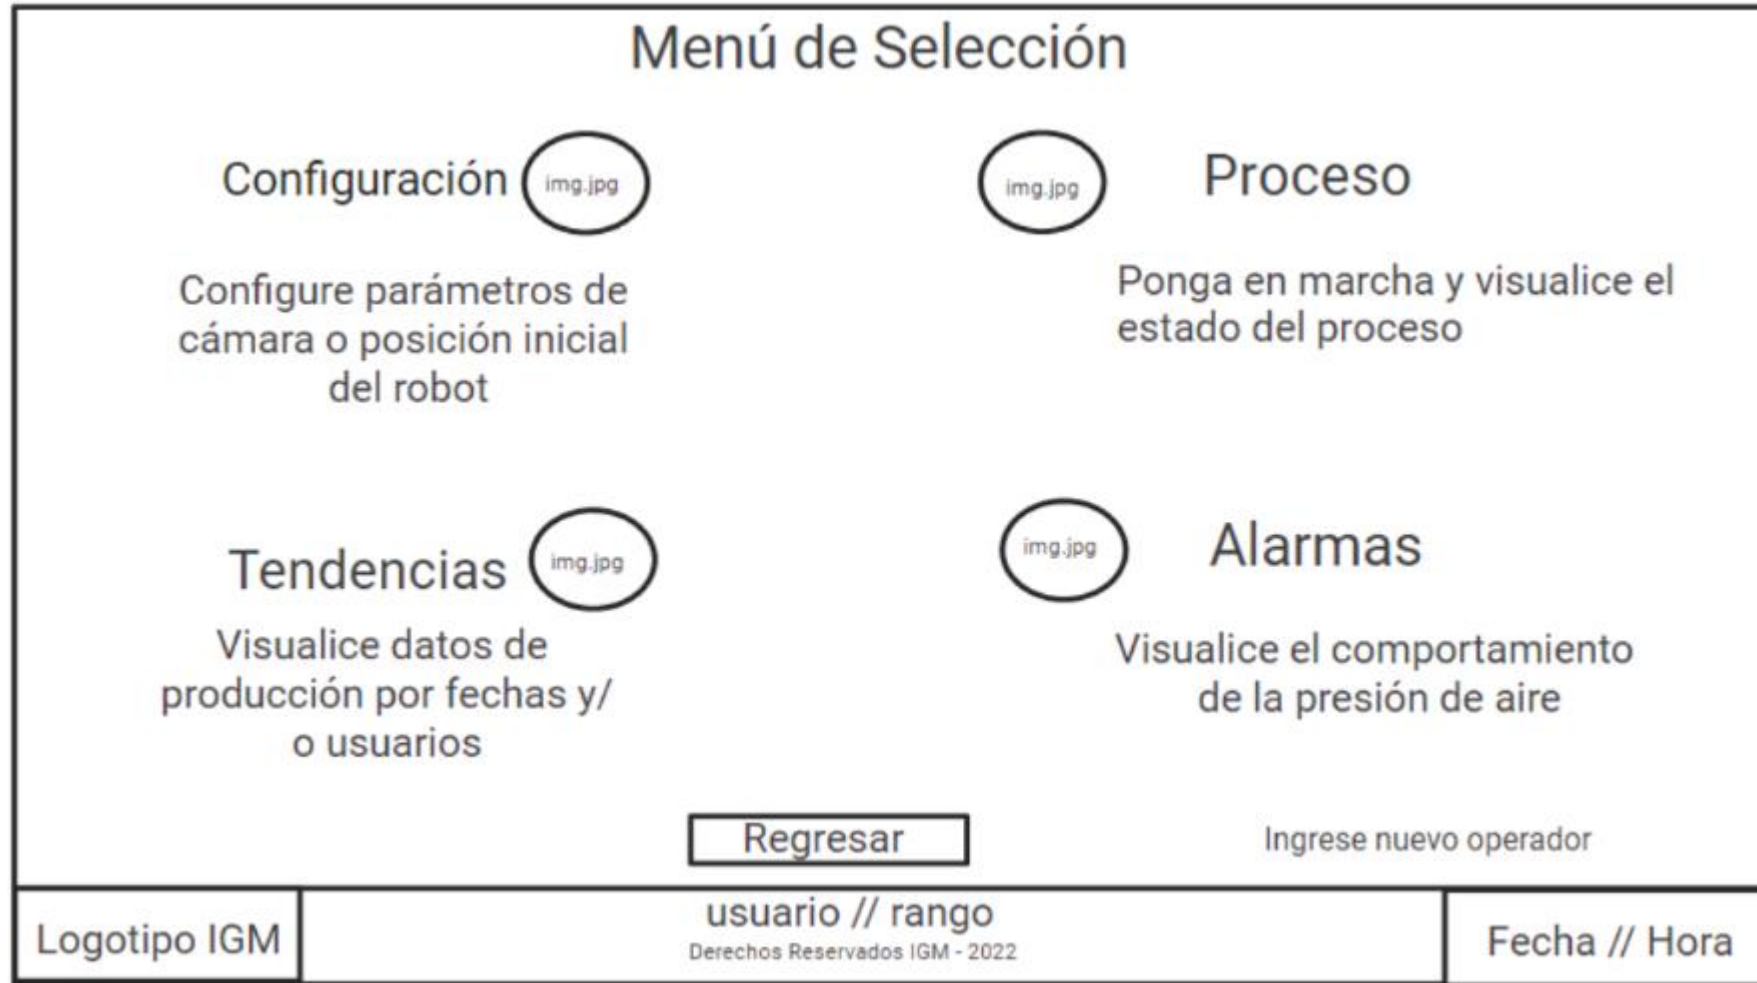 Menú de Selección
Configuración
img.jpg
Configure parámetros de
cámara o posición inicial
del robot
img.jpg
Proceso
Ponga en marcha y visualice el
estado del proceso
Tendencias
img.jpg
Visualice datos de
producción por fechas y/
o usuarios
img.jpg
Alarmas
Visualice el comportamiento
de la presión de aire
Regresar
Ingrese nuevo operador
Logotipo IGM
usuario // rango
Derechos Reservados IGM - 2022
Fecha // Hora